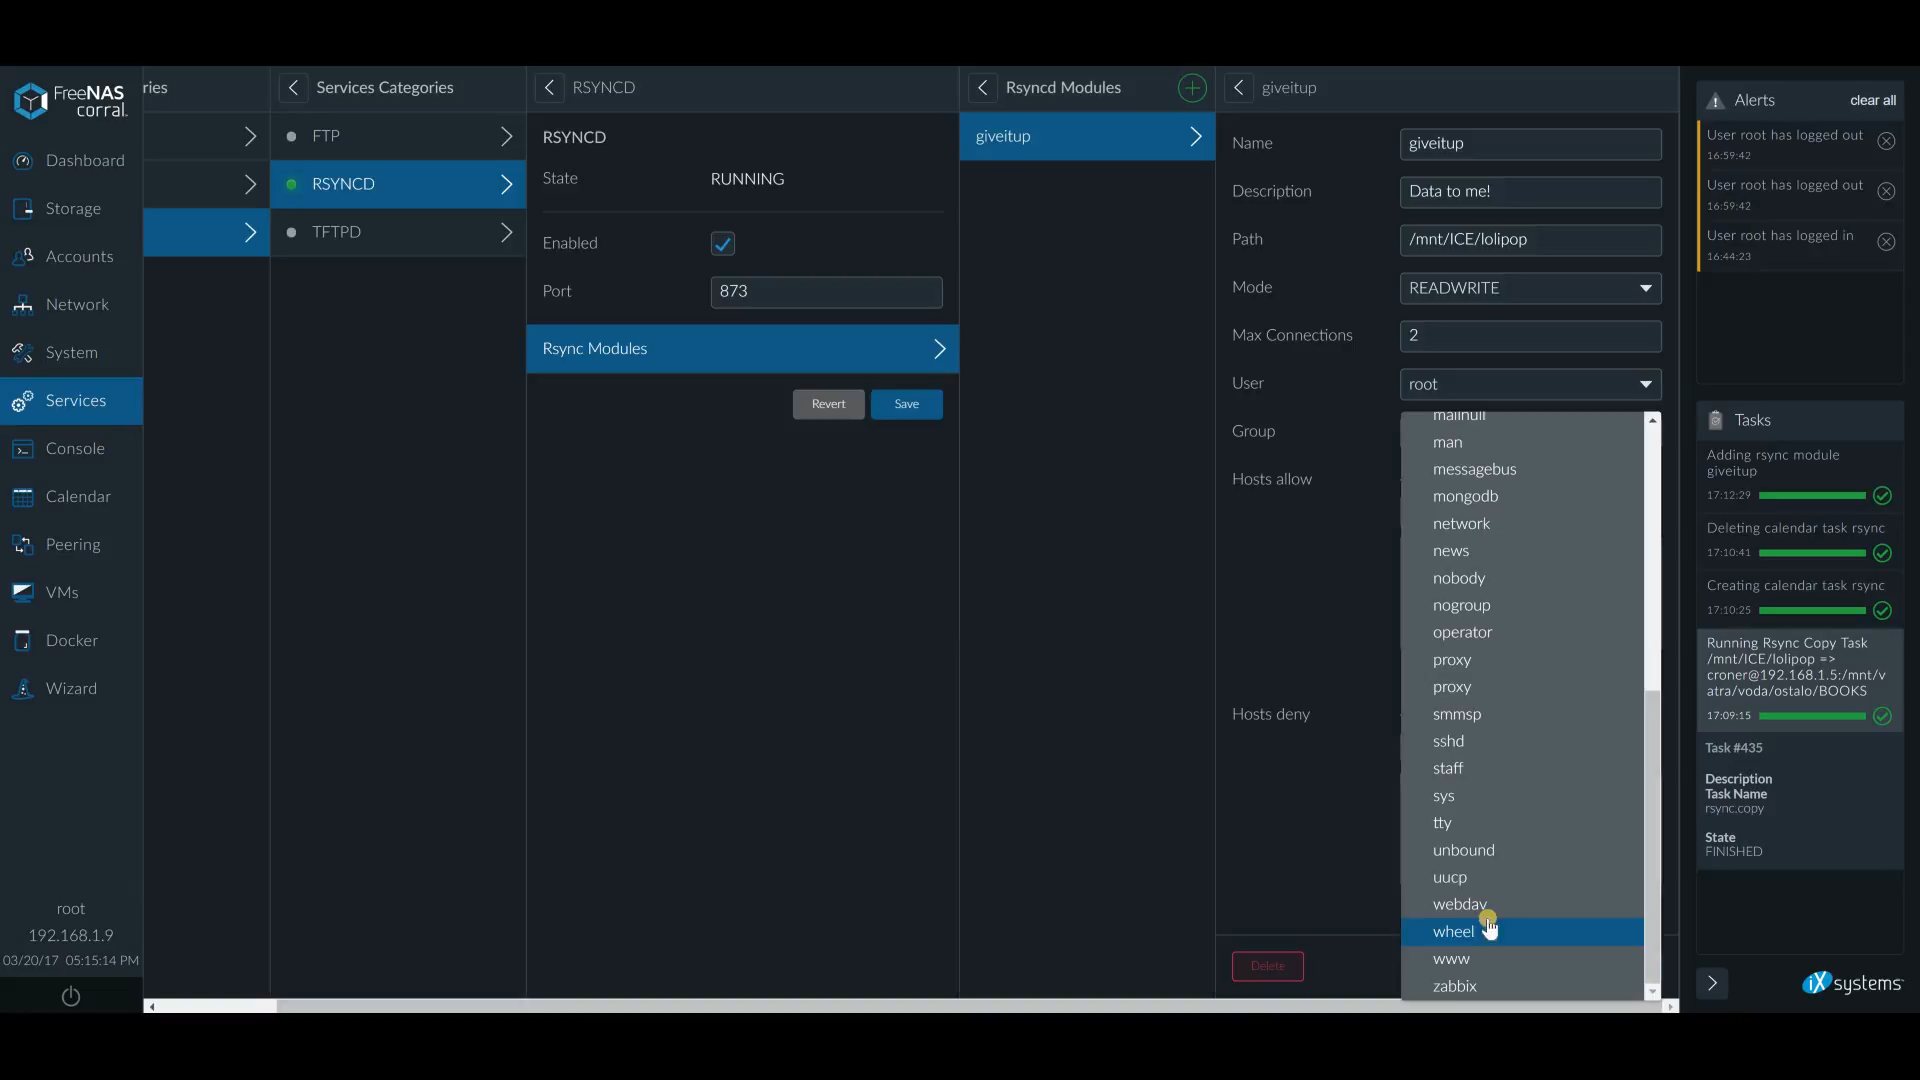 FreeNAS
corral.
Dashboard
Storage
Accounts
Network
System
Services
Console
Calendar
Peering
VMs
Docker
Wizard
root
192.168.1.9
03/20/17 05:15:14 PM
ries
Services Categories
FTP
RSYNCD
TFTPD
RSYNCD
RSYNCD
State RUNNING
Enabled
Port 873
Rsync Modules
Revert Save
Rsyncd Modules
giveitup
giveitup
Name giveitup
Description Data to me!
Path /mnt/ICE/lolipop
Mode READWRITE
Max Connections 2
User root
Group
Hosts allow
Hosts deny
Delete
mailnull
man
messagebus
mongodb
network
news
nobody
nogroup
operator
proxy
proxy
smmsp
sshd
staff
sys
tty
unbound
uucp
webdav
wheel
www
zabbix
Alerts clear all
User root has logged out
16:59:42
User root has logged out
16:59:42
User root has logged in
16:44:23
Tasks
Adding rsync module
giveitup
17:12:29
Deleting calendar task rsync
17:10:41
Creating calendar task rsync
17:10:25
Running Rsync Copy Task
/mnt/ICE/lolipop =>
croner@192.168.1.5:/mnt/v
atra/voda/ostalo/BOOKS
17:09:15
Task #435
Description
Task Name
rsync.copy
State
FINISHED
iXsystems